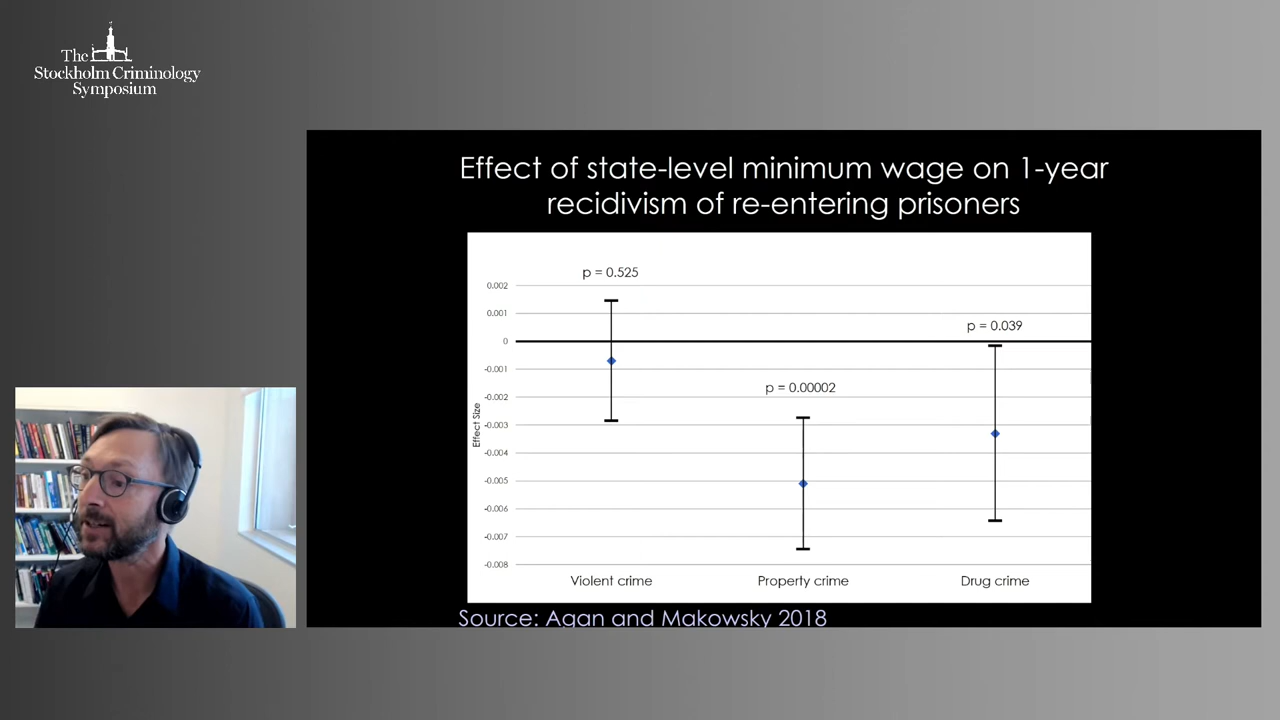 The
Stockholm Criminology
Symposium
Effect of state-level minimum wage on 1-year
recidivism of re-entering prisoners
p = 0.525
0.002
0.001
p = 0.039
0
-0.001
p = 0.00002
-0.002
-0.003
Effect Size
-0.004
-0.005
-0.006
-0.007
-0.008
Violent crime
Property crime
Drug crime
Source: Agan and Makowsky 2018